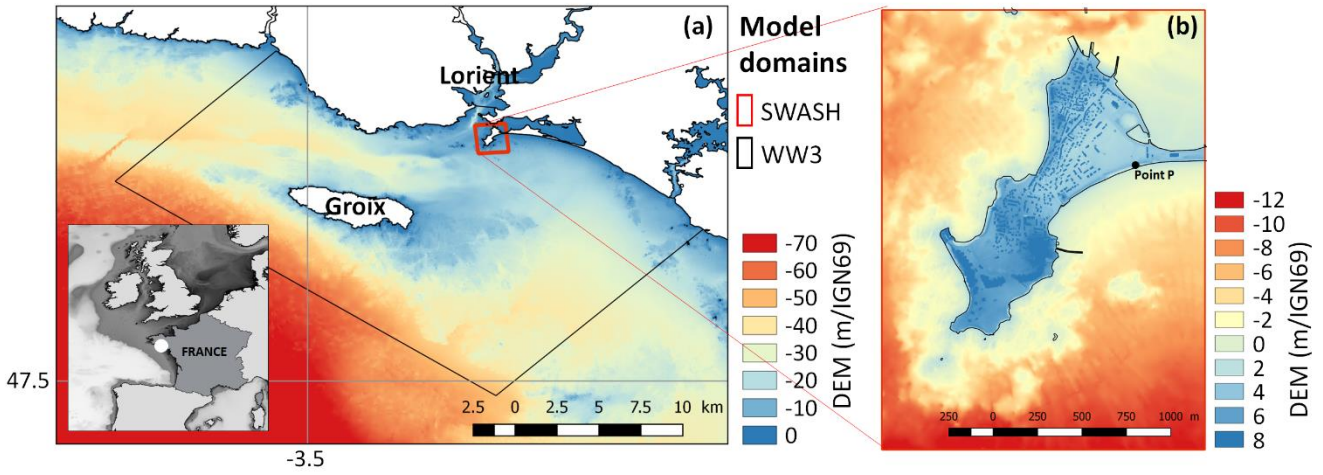 (a)
Lorient
Groix
FRANCE
47.5
-3.5
2.5 0 2.5 5 7.5 10 km
Model
domains
SWASH
WW3
-70
-60
-50
-40
-30
-20
-10
0
DEM (m/IGN69)
(b)
Point P
250 0 250 500 750 1000 m
-12
-10
-8
-6
-4
-2
0
2
4
6
8
DEM (m/IGN69)